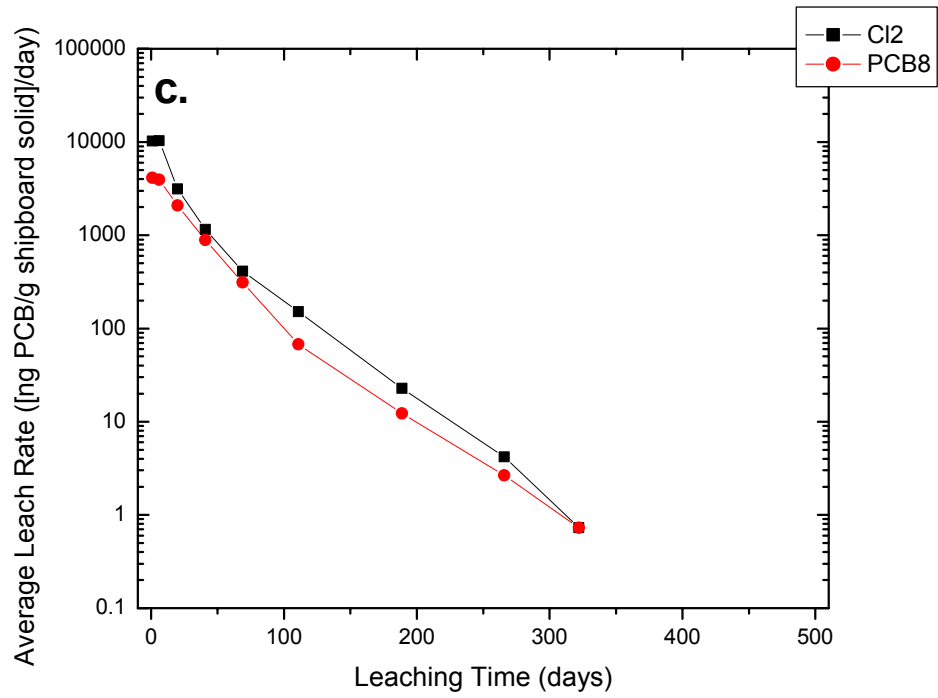 Cl2
PCB8
c.
100000
10000
1000
100
10
1
0.1
0
100
200
300
400
500
Average Leach Rate ([ng PCB/g shipboard solid]/day)
Leaching Time (days)